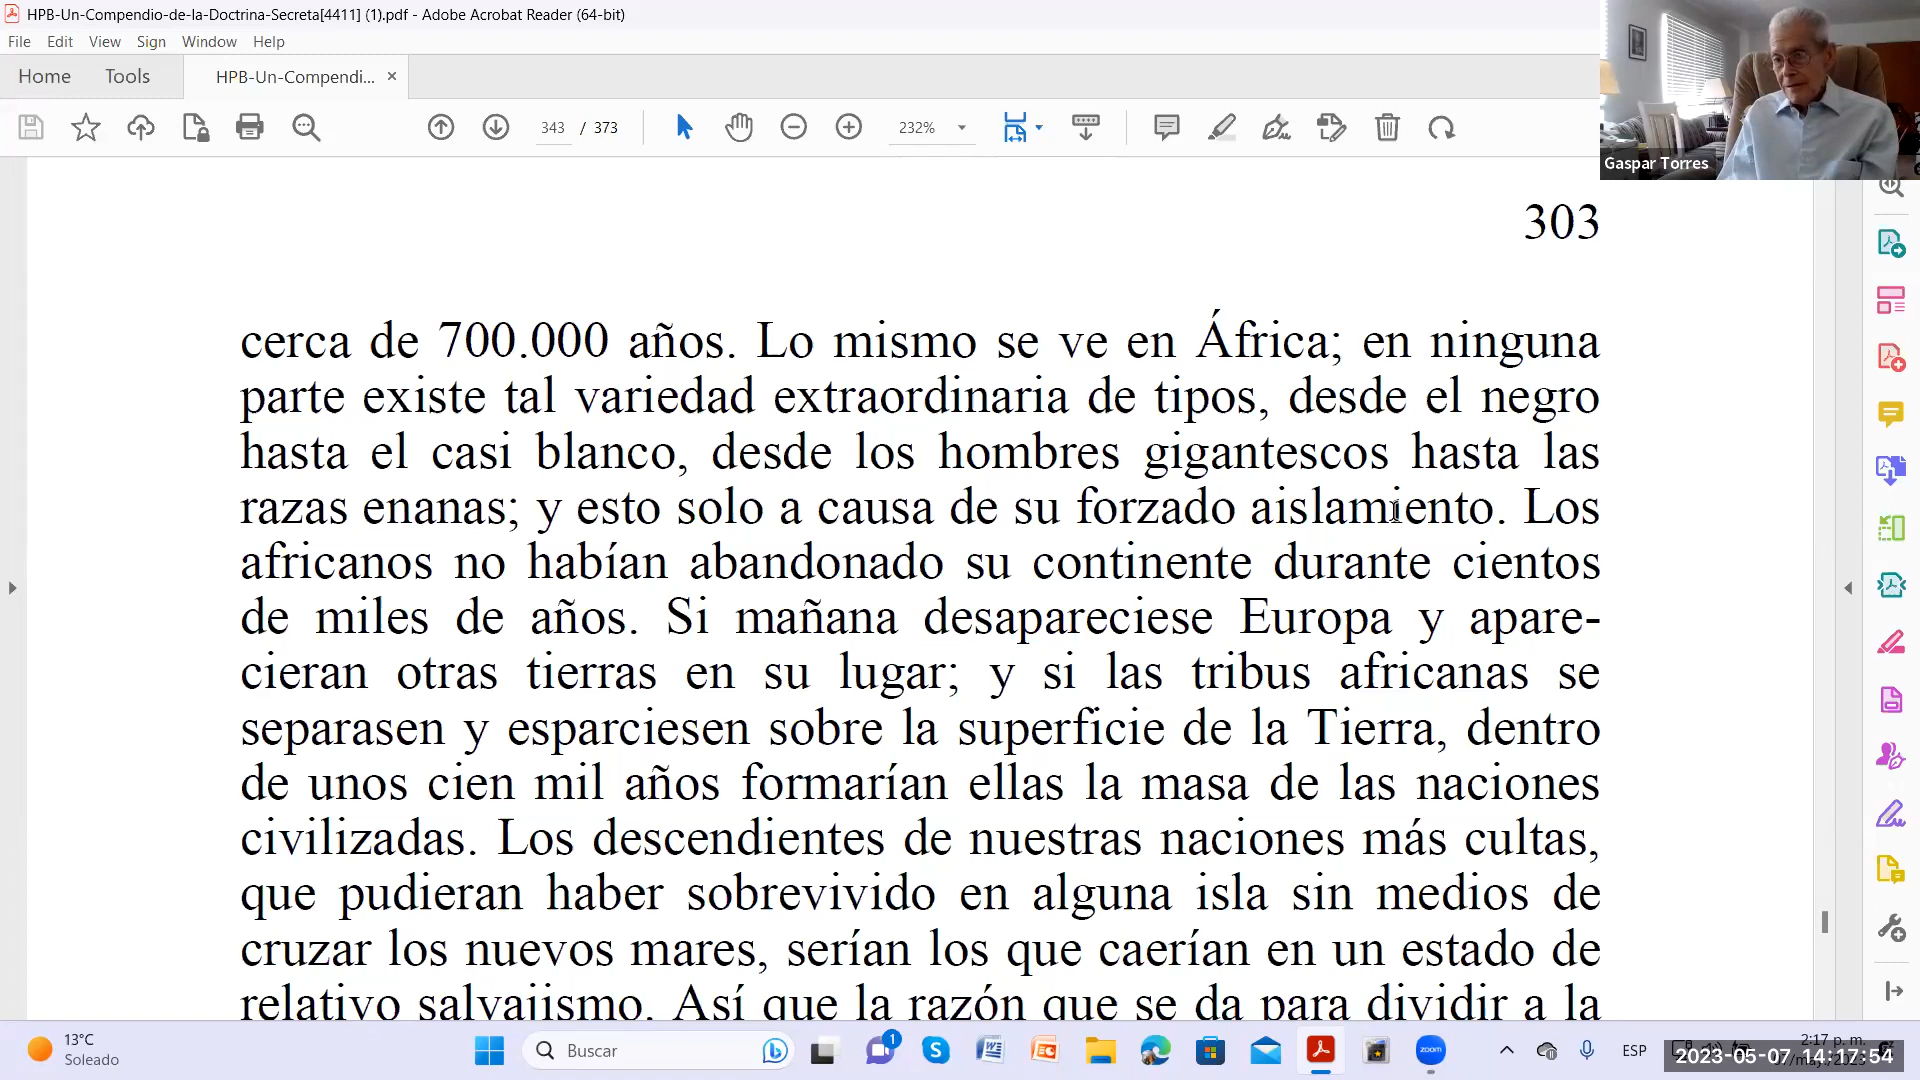 HPB-Un-Compendio-de-la-Doctrina-Secreta[4411] (1).pdf - Adobe Acrobat Reader (64-bit)
File Edit View Sign Window Help
Home Tools HPB-Un-Compendi... ×
343 / 373 232%
Gaspar Torres
303
cerca de 700.000 años. Lo mismo se ve en África; en ninguna
parte existe tal variedad extraordinaria de tipos, desde el negro
hasta el casi blanco, desde los hombres gigantescos hasta las
razas enanas; y esto solo a causa de su forzado aislamiento. Los
africanos no habían abandonado su continente durante cientos
de miles de años. Si mañana desapareciese Europa y apare-
cieran otras tierras en su lugar; y si las tribus africanas se
separasen y esparciesen sobre la superficie de la Tierra, dentro
de unos cien mil años formarían ellas la masa de las naciones
civilizadas. Los descendientes de nuestras naciones más cultas,
que pudieran haber sobrevivido en alguna isla sin medios de
cruzar los nuevos mares, serían los que caerían en un estado de
relativo salvajismo. Así que la razón que se da para dividir a la
13°C
Soleado
Buscar
1
zoom
ESP
2:17 p. m.
2023-05-07 14:17:54